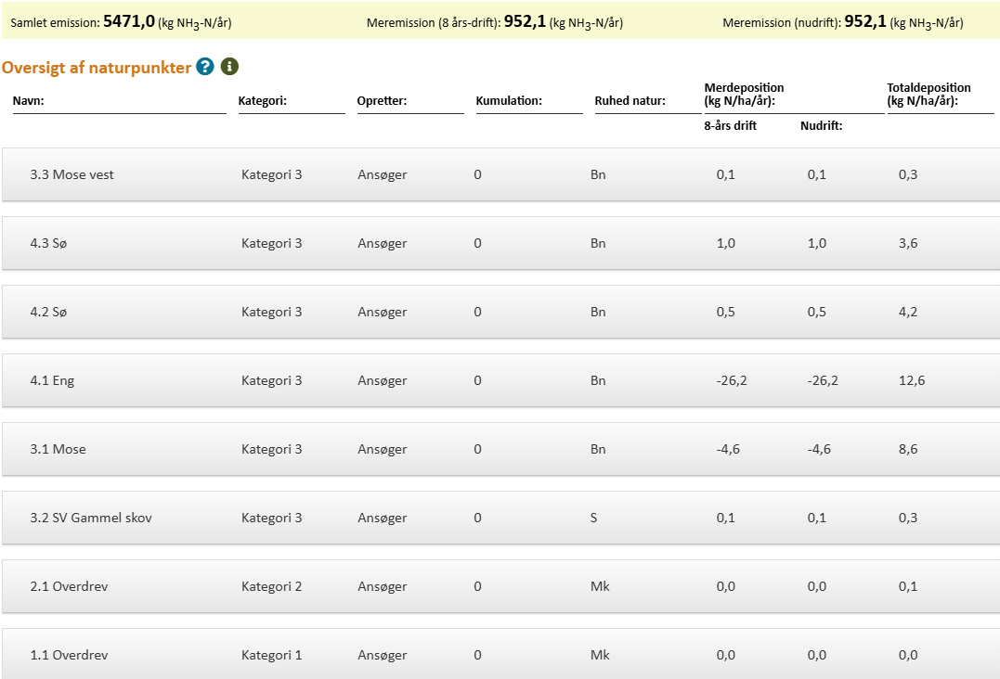 Samlet emission: 5471,0 (kg NH3-N/år) Meremission (8 års-drift): 952,1 (kg NH3-N/år) Meremission (nudrift): 952,1 (kg NH3-N/år)
Oversigt af naturpunkter ? i
Navn: Kategori: Opretter: Kumulation: Ruhed natur: Merdeposition (kg N/ha/år): Totaldeposition (kg N/ha/år):
8-års drift Nudrift:
3.3 Mose vest Kategori 3 Ansøger 0 Bn 0,1 0,1 0,3
4.3 Sø Kategori 3 Ansøger 0 Bn 1,0 1,0 3,6
4.2 Sø Kategori 3 Ansøger 0 Bn 0,5 0,5 4,2
4.1 Eng Kategori 3 Ansøger 0 Bn -26,2 -26,2 12,6
3.1 Mose Kategori 3 Ansøger 0 Bn -4,6 -4,6 8,6
3.2 SV Gammel skov Kategori 3 Ansøger 0 S 0,1 0,1 0,3
2.1 Overdrev Kategori 2 Ansøger 0 Mk 0,0 0,0 0,1
1.1 Overdrev Kategori 1 Ansøger 0 Mk 0,0 0,0 0,0